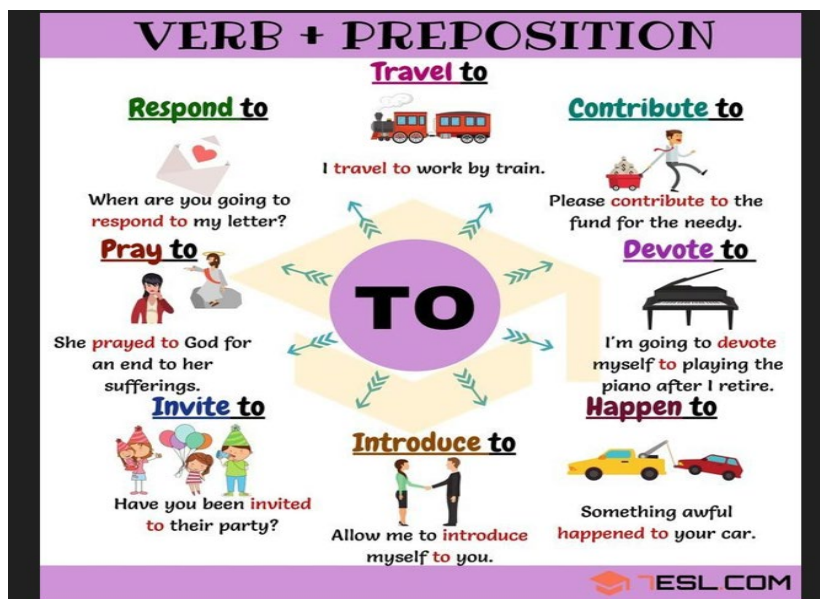 VERB + PREPOSITION
Travel to
I travel to work by train.
Respond to
When are you going to
respond to my letter?
Contribute to
Please contribute to the
fund for the needy.
Pray to
She prayed to God for
an end to her
sufferings.
TO
Devote to
I'm going to devote
myself to playing the
piano after I retire.
Invite to
Have you been invited
to their party?
Introduce to
Allow me to introduce
myself to you.
Happen to
Something awful
happened to your car.
7ESL.COM